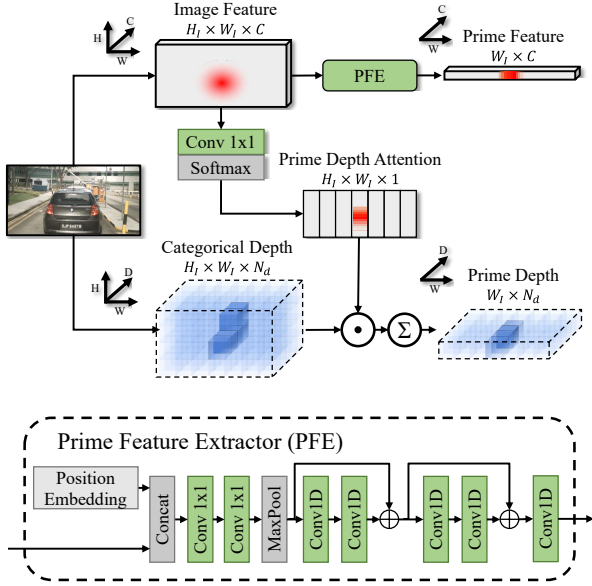 Image Feature
H_I × W_I × C
H
C
W
C
W
Prime Feature
W_I × C
PFE
Conv 1x1
Softmax
Prime Depth Attention
H_I × W_I × 1
Categorical Depth
H_I × W_I × N_d
H
D
W
D
W
Prime Depth
W_I × N_d
Σ
Prime Feature Extractor (PFE)
Position
Embedding
Concat
Conv 1x1
Conv 1x1
MaxPool
Conv1D
Conv1D
Conv1D
Conv1D
Conv1D